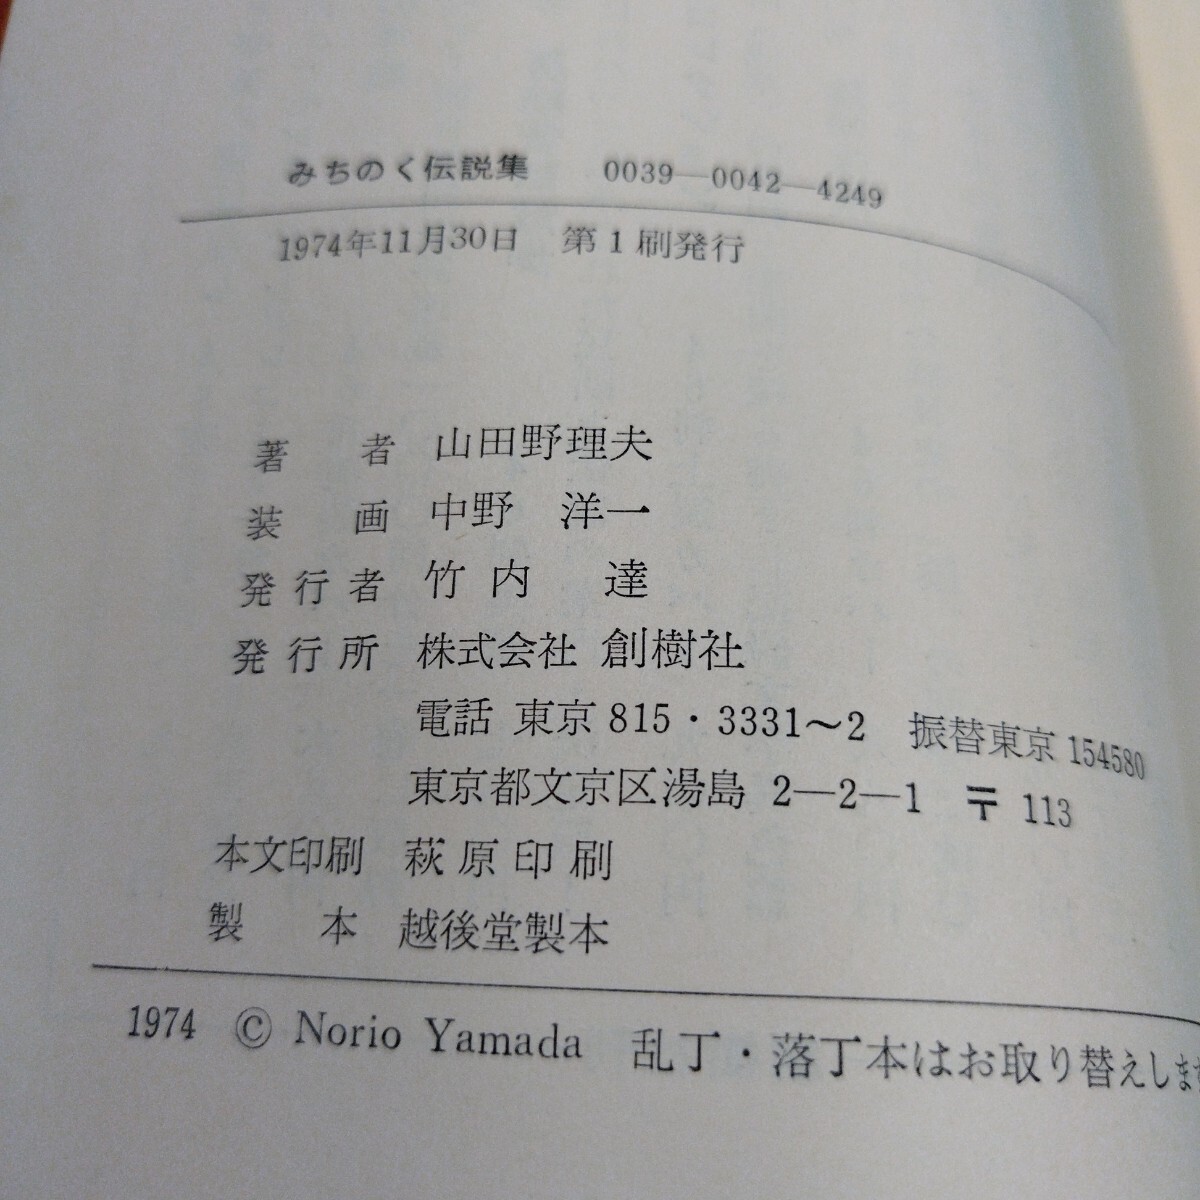 みちのく伝説集　0039—0042—4249
1974年11月30日　第1刷発行
著　者　山田野理夫
装　画　中野　洋一
発行者　竹内　達
発行所　株式会社 創樹社
電話 東京 815・3331〜2　振替東京 154580
東京都文京区湯島 2—2—1　〒 113
本文印刷　萩原印刷
製　本　越後堂製本
1974 © Norio Yamada　乱丁・落丁本はお取り替えしま